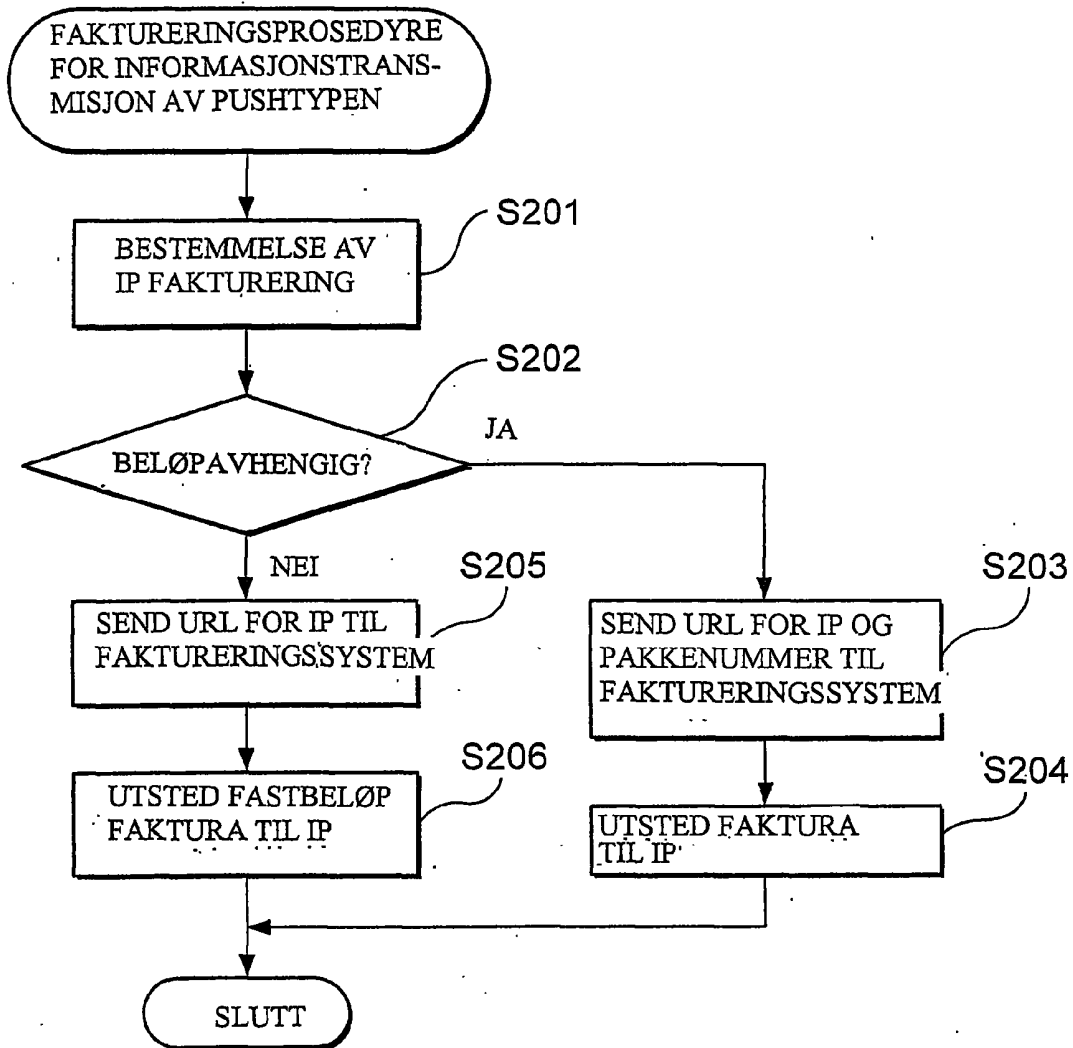 FAKTURERINGSPROSEDYRE
FOR INFORMASJONSTRANS-
MISJON AV PUSHTYPEN
S201
BESTEMMELSE AV
IP FAKTURERING
S202
JA
BELØPAVHENGIG?
NEI
S205
SEND URL FOR IP TIL
FAKTURERINGSSYSTEM
S203
SEND URL FOR IP OG
PAKKENUMMER TIL
FAKTURERINGSSYSTEM
S206
UTSTED FASTBELØP
FAKTURA TIL IP
S204
UTSTED FAKTURA
TIL IP
SLUTT